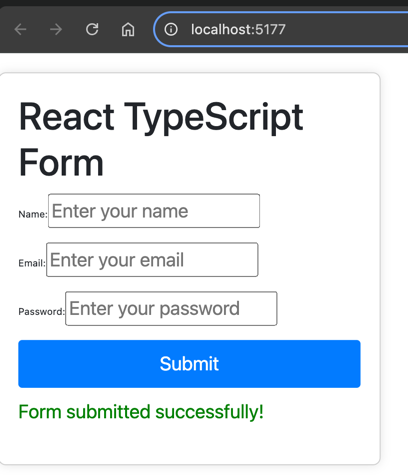 localhost:5177
React TypeScript
Form
Name: Enter your name
Email: Enter your email
Password: Enter your password
Submit
Form submitted successfully!